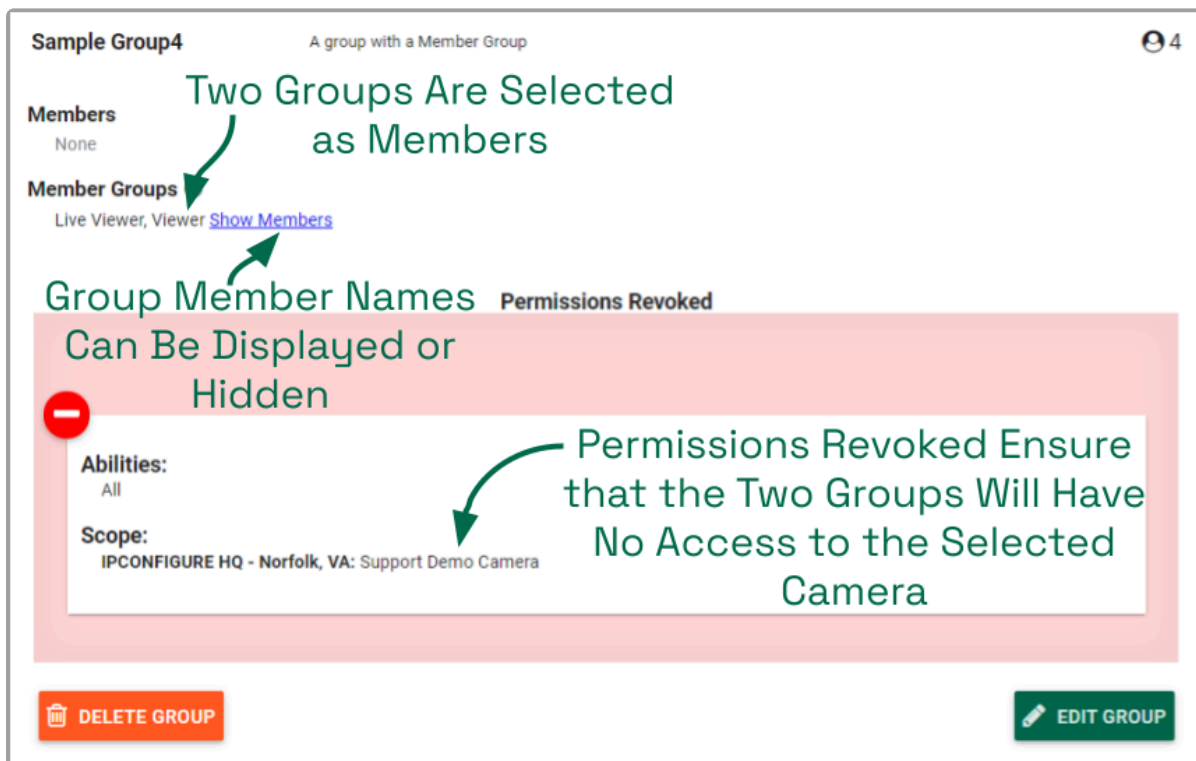 Sample Group4 A group with a Member Group 4
Two Groups Are Selected
as Members
Members
None
Member Groups
Live Viewer, Viewer Show Members
Group Member Names
Can Be Displayed or
Hidden
Permissions Revoked
Abilities:
All
Scope:
IPCONFIGURE HQ - Norfolk, VA: Support Demo Camera
Permissions Revoked Ensure
that the Two Groups Will Have
No Access to the Selected
Camera
DELETE GROUP
EDIT GROUP